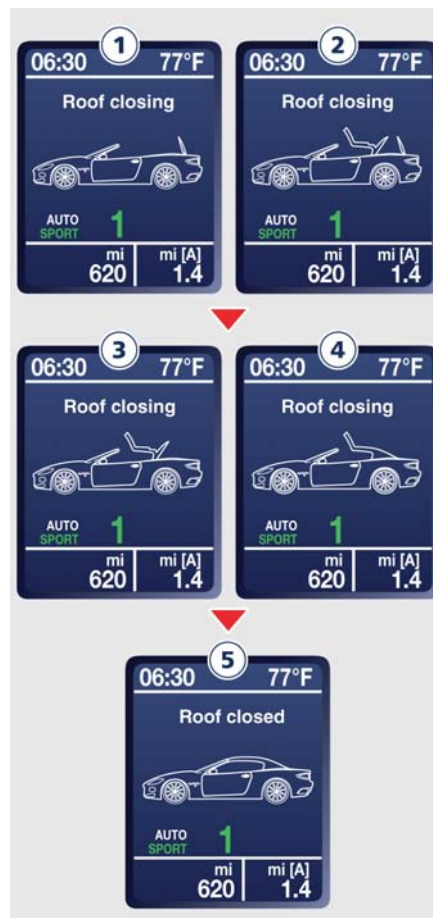 1
06:30 77°F
Roof closing
AUTO
SPORT 1
mi mi [A]
620 1.4
2
06:30 77°F
Roof closing
AUTO
SPORT 1
mi mi [A]
620 1.4
3
06:30 77°F
Roof closing
AUTO
SPORT 1
mi mi [A]
620 1.4
4
06:30 77°F
Roof closing
AUTO
SPORT 1
mi mi [A]
620 1.4
5
06:30 77°F
Roof closed
AUTO
SPORT 1
mi mi [A]
620 1.4